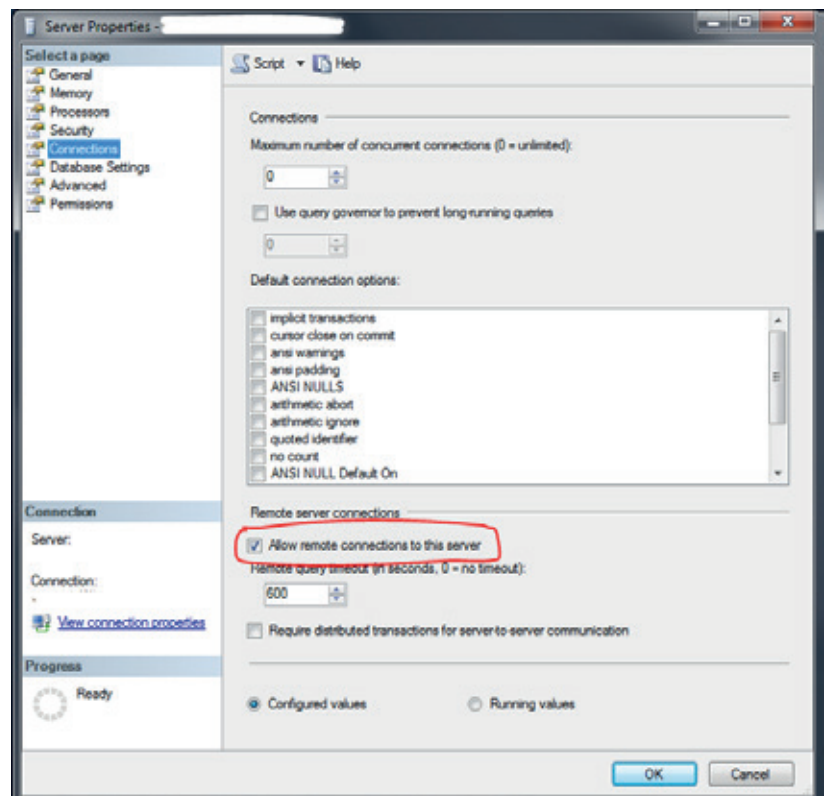 Server Properties -
Select a page
General
Memory
Processors
Security
Connections
Database Settings
Advanced
Permissions
Script
Help
Connections
Maximum number of concurrent connections (0 = unlimited):
0
Use query governor to prevent long-running queries
0
Default connection options:
implicit transactions
cursor close on commit
ansi warnings
ansi padding
ANSI NULLS
arithmetic abort
arithmetic ignore
quoted identifier
no count
ANSI NULL Default On
Remote server connections
Allow remote connections to this server
Remote query timeout (in seconds, 0 = no timeout):
600
Require distributed transactions for server-to-server communication
Configured values
Running values
Connection
Server:
Connection:
View connection properties
Progress
Ready
OK
Cancel